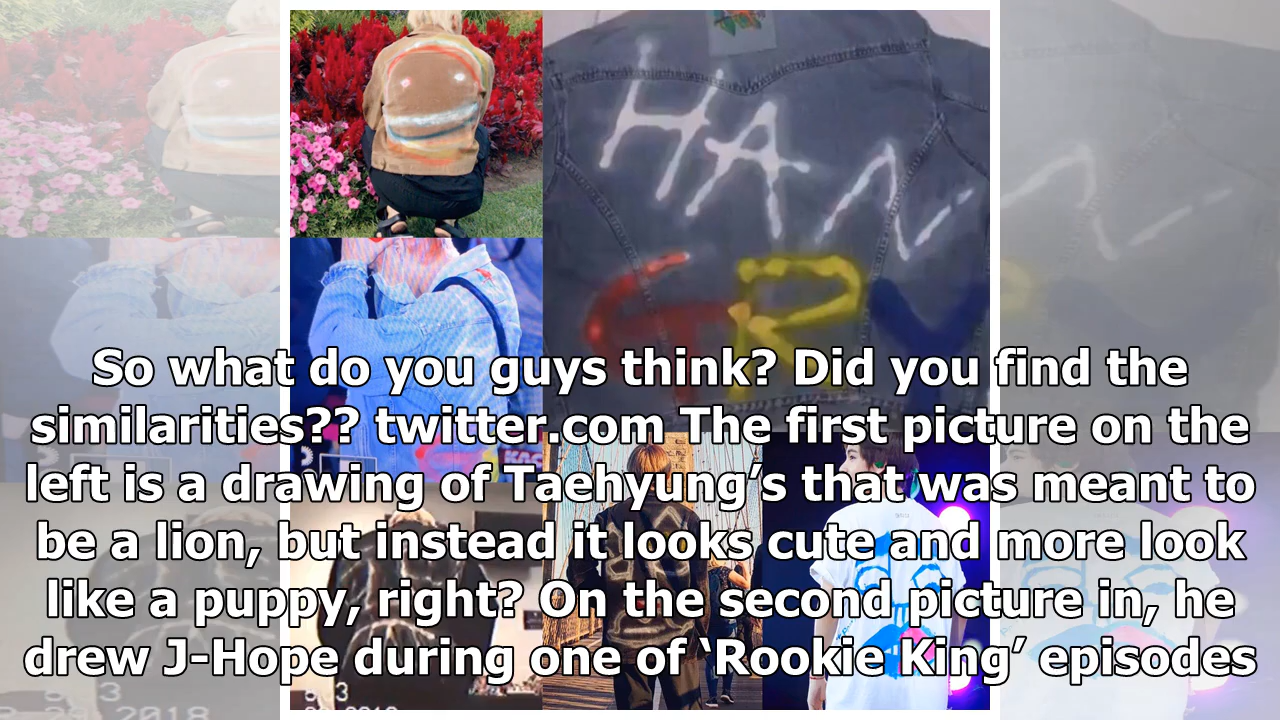 HAN
GRY
So what do you guys think? Did you find the
similarities?? twitter.com The first picture on the
left is a drawing of Taehyung’s that was meant to
be a lion, but instead it looks cute and more look
like a puppy, right? On the second picture in, he
drew J-Hope during one of ‘Rookie King’ episodes